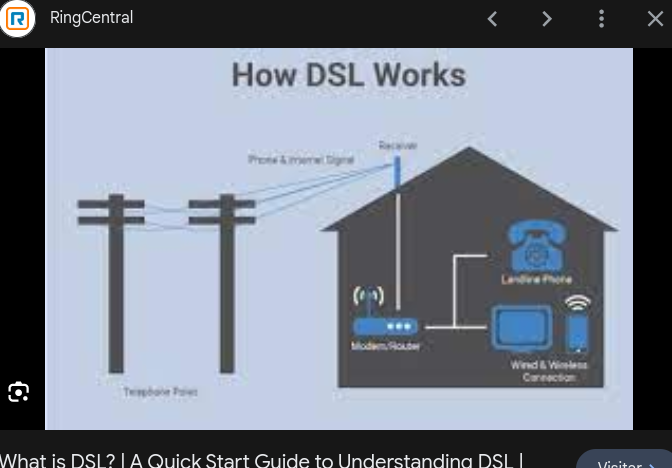 RingCentral
How DSL Works
Receiver
Phone & Internet Signal
Landline Phone
Modem/Router
Wired & Wireless
Connection
Telephone Poles
What is DSL? | A Quick Start Guide to Understanding DSL |
Visiter >